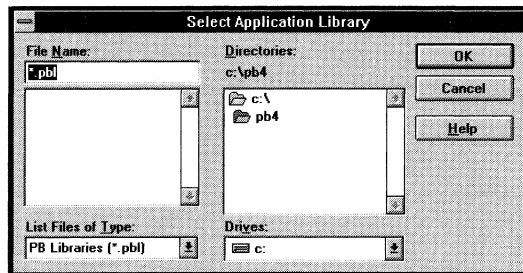 Select Application Library
File Name:
*.pbl
Directories:
c:\pb4
c:\
pb4
OK
Cancel
Help
List Files of Type:
PB Libraries (*.pbl)
Drives:
c: